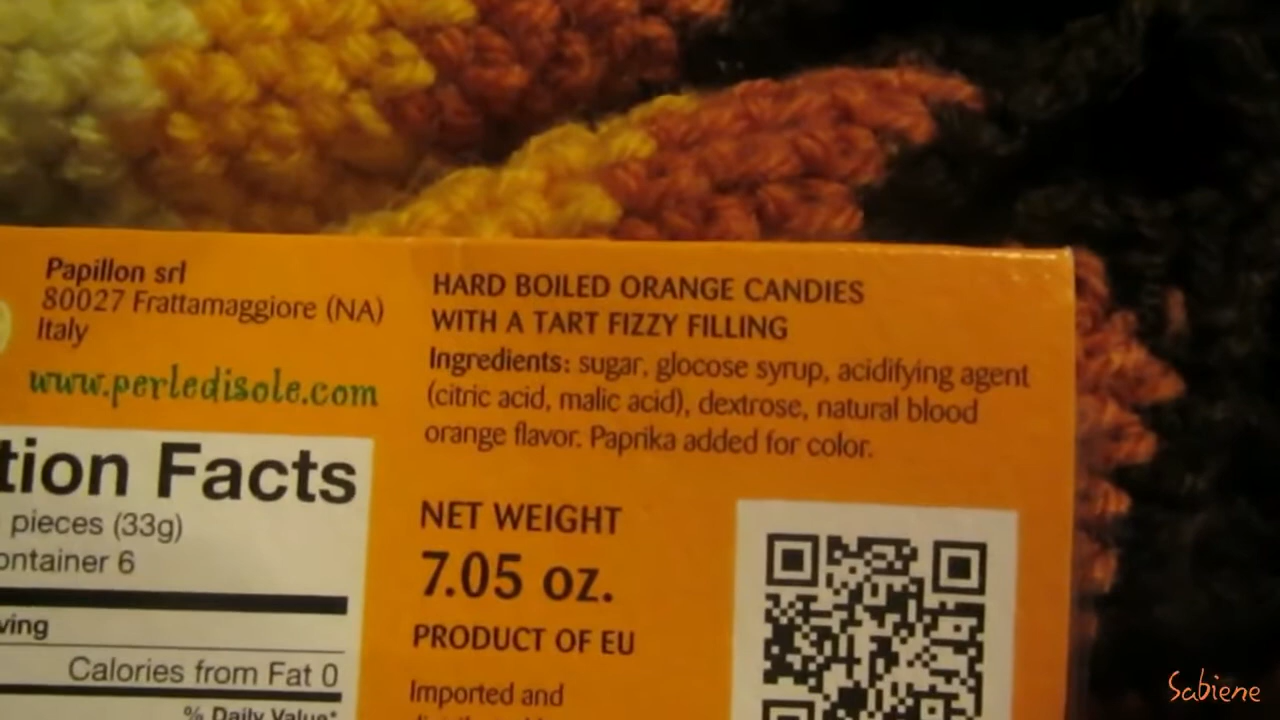 Papillon srl
80027 Frattamaggiore (NA)
Italy
www.perledisole.com
tion Facts
pieces (33g)
ontainer 6
ving
Calories from Fat 0
% Daily Value*
HARD BOILED ORANGE CANDIES
WITH A TART FIZZY FILLING
Ingredients: sugar, glocose syrup, acidifying agent
(citric acid, malic acid), dextrose, natural blood
orange flavor. Paprika added for color.
NET WEIGHT
7.05 oz.
PRODUCT OF EU
Imported and
Sabiene